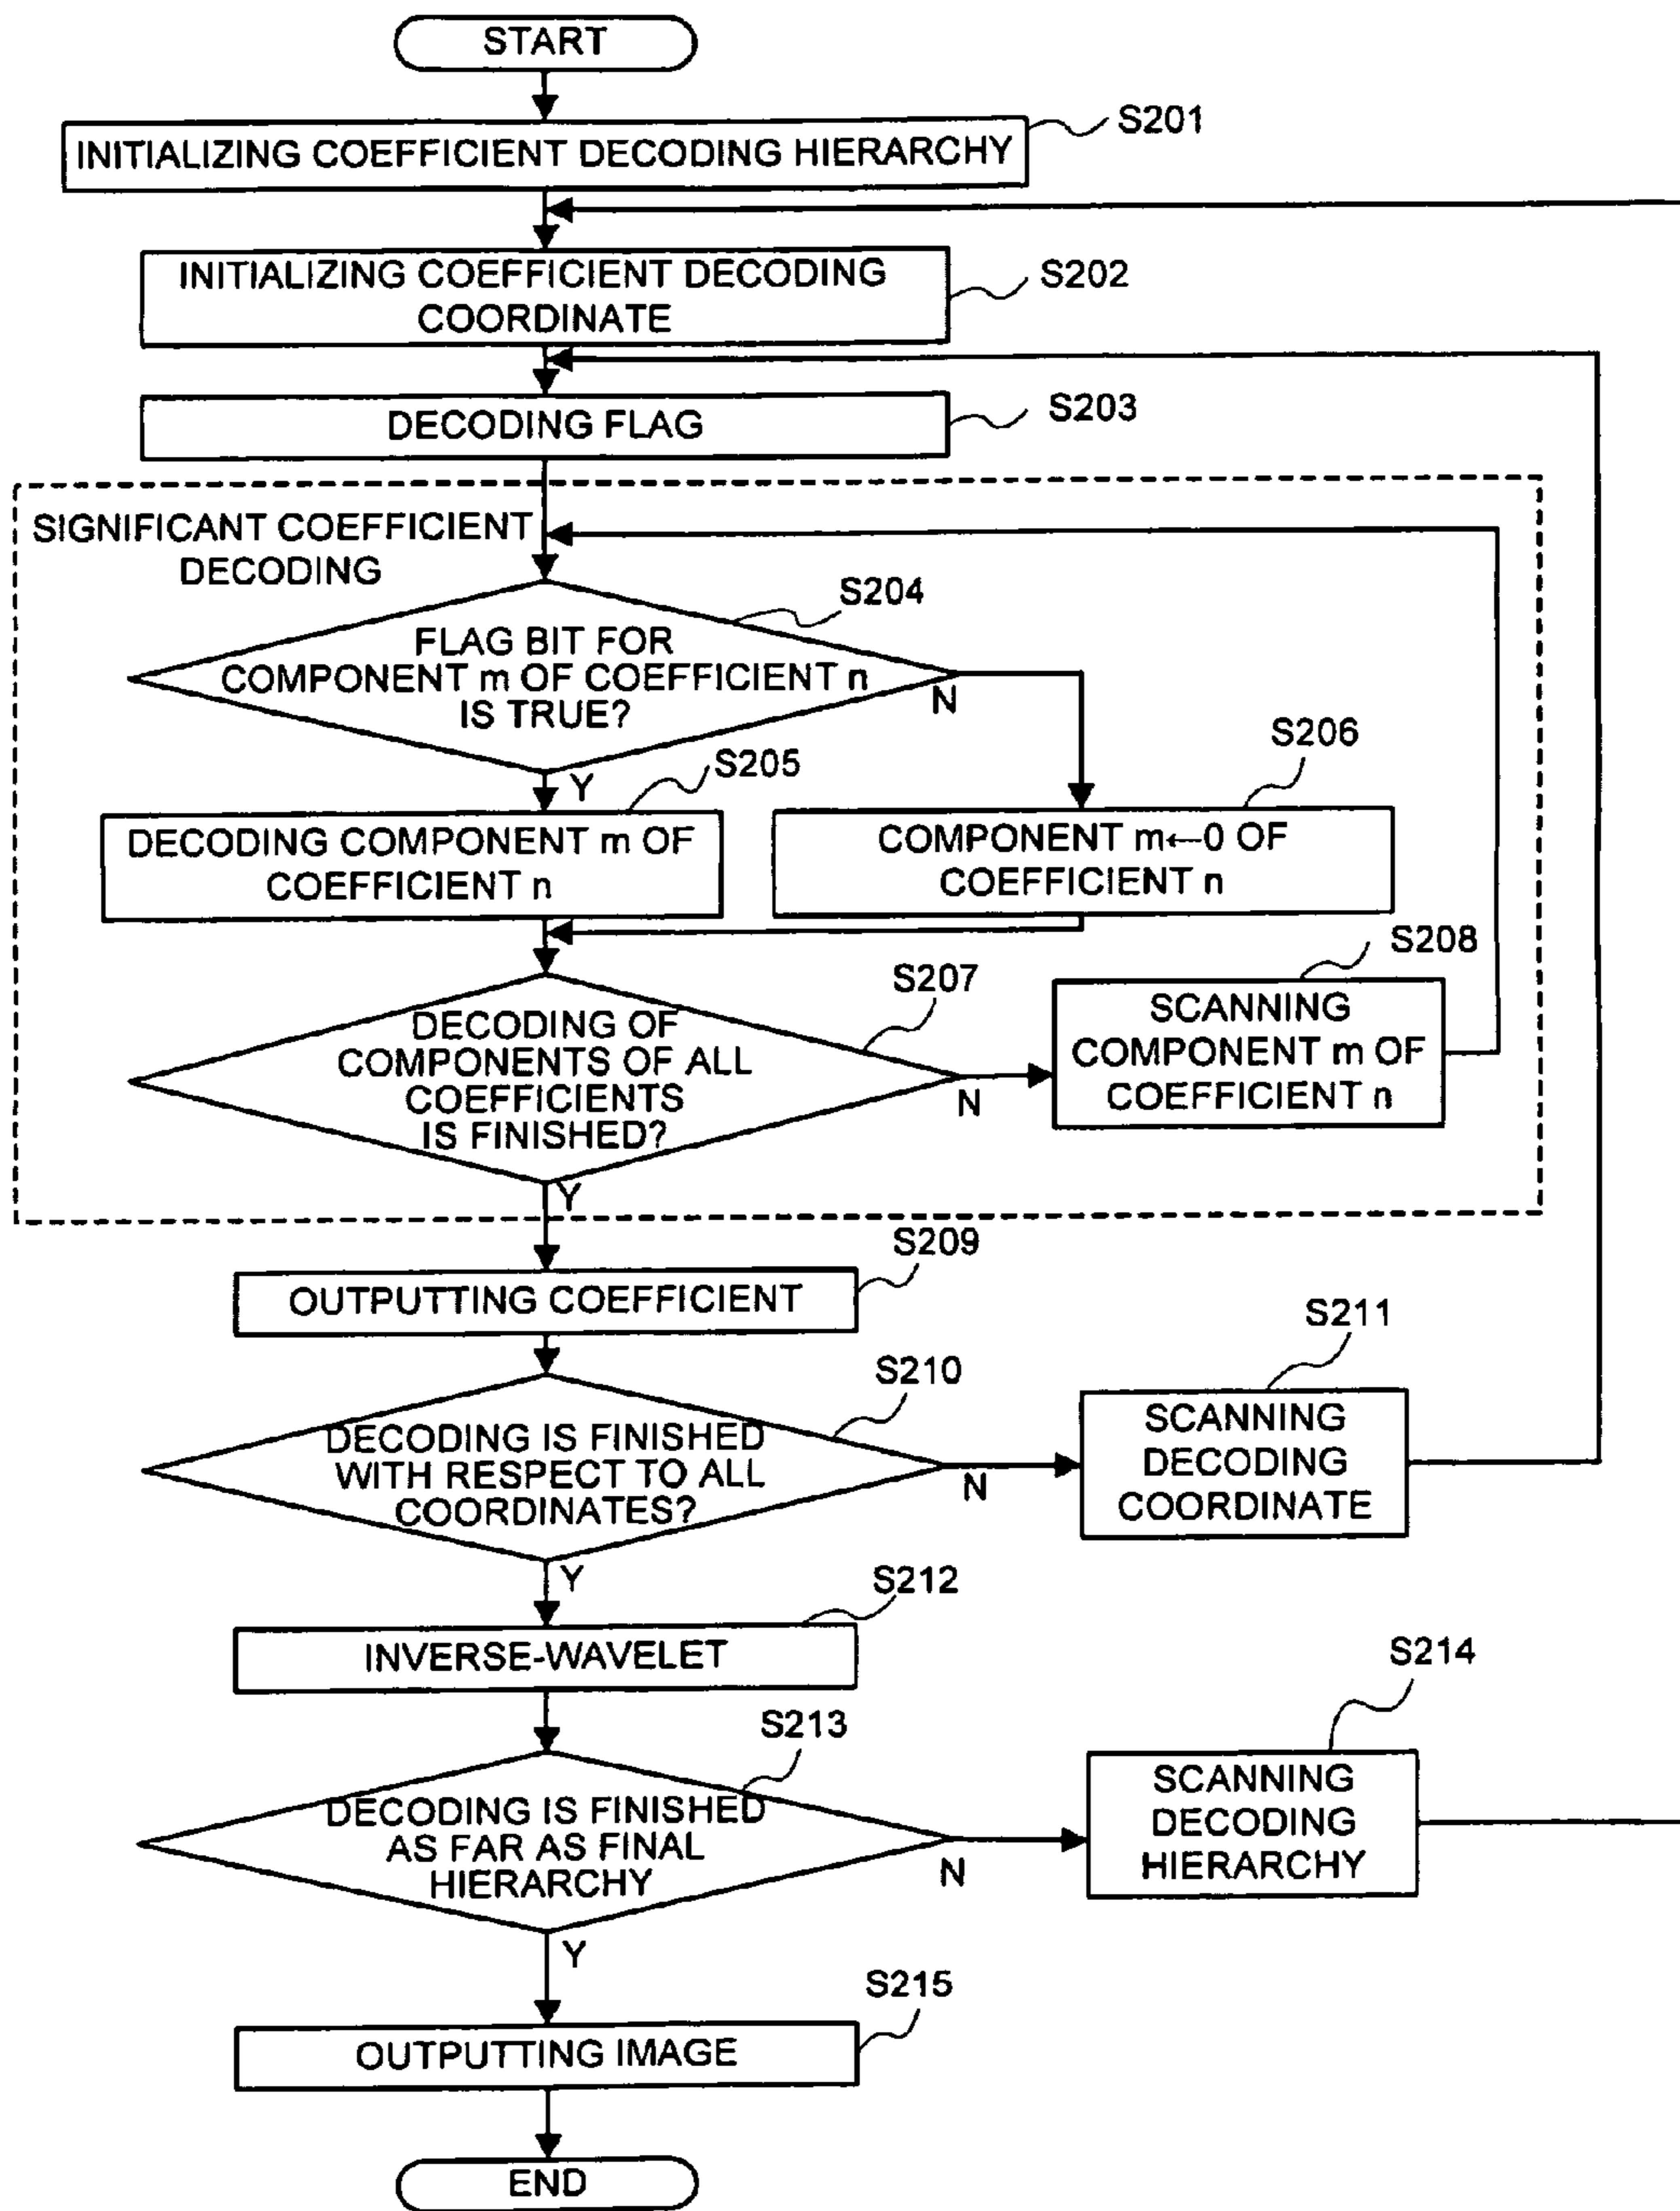 START
S201
INITIALIZING COEFFICIENT DECODING HIERARCHY
INITIALIZING COEFFICIENT DECODING
COORDINATE
S202
DECODING FLAG
S203
SIGNIFICANT COEFFICIENT
DECODING
S204
FLAG BIT FOR
COMPONENT m OF COEFFICIENT n
IS TRUE?
N
Y
S205
S206
DECODING COMPONENT m OF
COEFFICIENT n
COMPONENT m←0 OF
COEFFICIENT n
S207
S208
DECODING OF
COMPONENTS OF ALL
COEFFICIENTS
IS FINISHED?
N
Y
SCANNING
COMPONENT m OF
COEFFICIENT n
S209
OUTPUTTING COEFFICIENT
S210
S211
DECODING IS FINISHED
WITH RESPECT TO ALL
COORDINATES?
N
Y
SCANNING
DECODING
COORDINATE
S212
INVERSE-WAVELET
S213
S214
DECODING IS FINISHED
AS FAR AS FINAL
HIERARCHY
N
Y
SCANNING
DECODING
HIERARCHY
S215
OUTPUTTING IMAGE
END